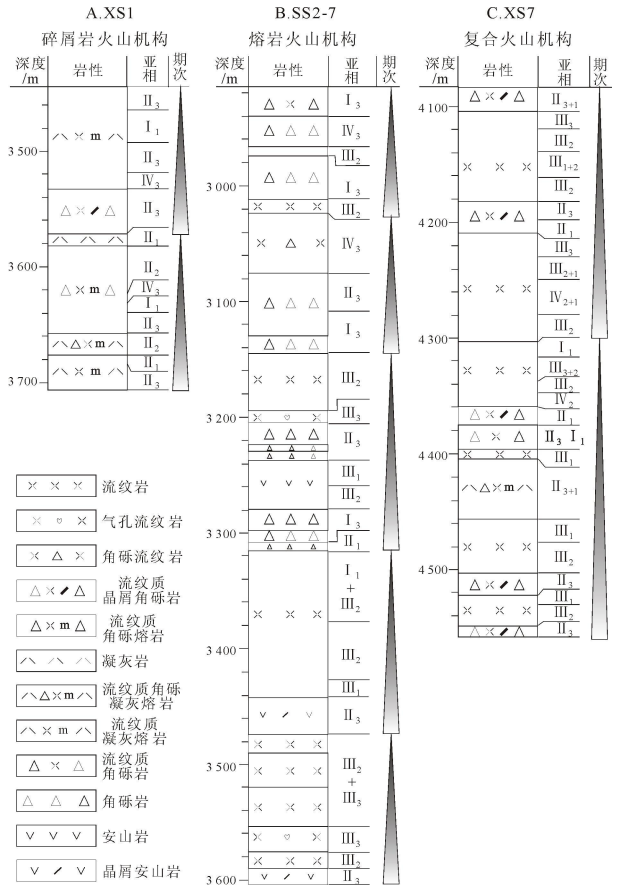 A.XS1
碎屑岩火山机构
深度/m
岩性
亚相
期次
3 500
3 600
3 700
m
m
m
m
m
II3
I1
II3
IV3
II3
II1
II2
IV3
I1
II3
II2
II1
II3
B.SS2-7
熔岩火山机构
深度/m
岩性
亚相
期次
3 000
3 100
3 200
3 300
3 400
3 500
3 600
I3
IV3
III2
I3
III2
IV3
II3
I3
III2
III3
II3
III1
III2
I3
II1
I1
+
III2
III2
III1
II3
III2
+
III3
III3
III2
II3
C.XS7
复合火山机构
深度/m
岩性
亚相
期次
4 100
4 200
4 300
4 400
4 500
m
II3+1
III3
III2
III1+2
III2
II3
II1
III3
III2+1
IV2+1
III2
I1
III3+2
III2
IV2
II1
II3 I1
III1
II3+1
III1
III2
II3
III1
III2
II3
流纹岩
气孔流纹岩
角砾流纹岩
流纹质
晶屑角砾岩
m
流纹质
角砾熔岩
凝灰岩
m
流纹质角砾
凝灰熔岩
m
流纹质
凝灰熔岩
流纹质
角砾岩
角砾岩
安山岩
晶屑安山岩